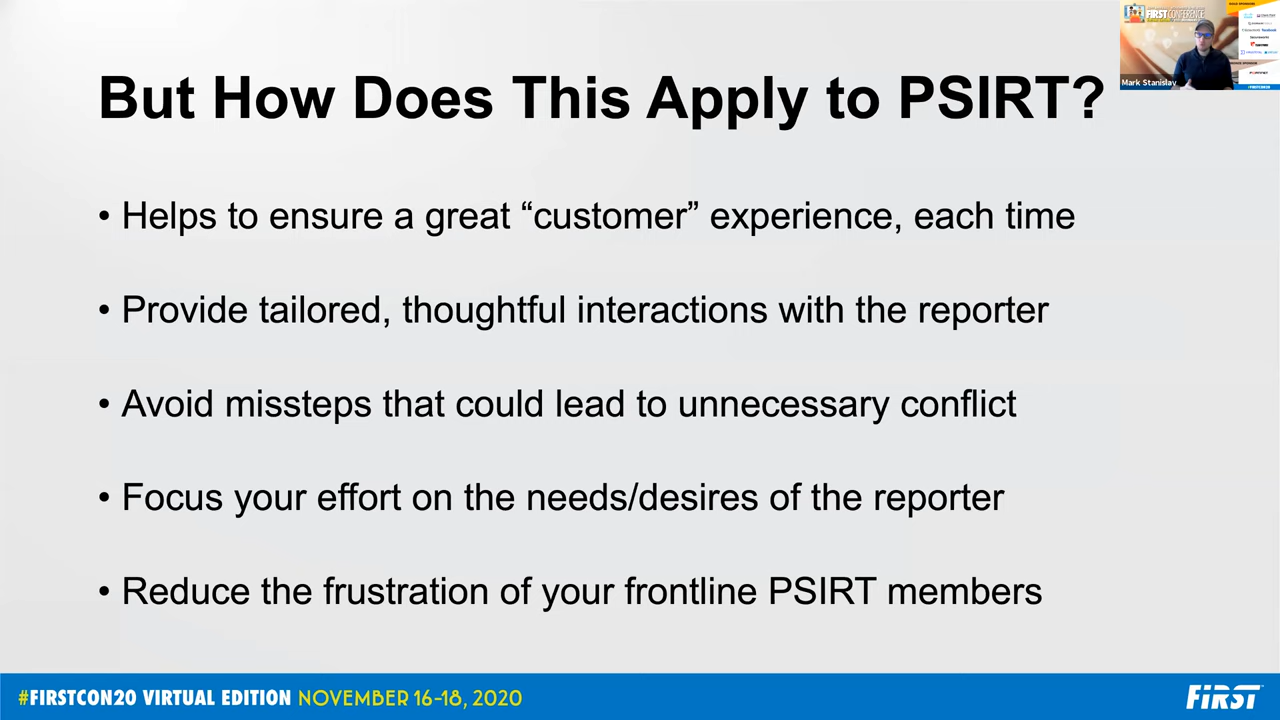 But How Does This Apply to PSIRT?
• Helps to ensure a great “customer” experience, each time
• Provide tailored, thoughtful interactions with the reporter
• Avoid missteps that could lead to unnecessary conflict
• Focus your effort on the needs/desires of the reporter
• Reduce the frustration of your frontline PSIRT members
FIRSTCONFERENCE
Mark Stanislav
#FIRSTCON20 VIRTUAL EDITION NOVEMBER 16-18, 2020
FIRST